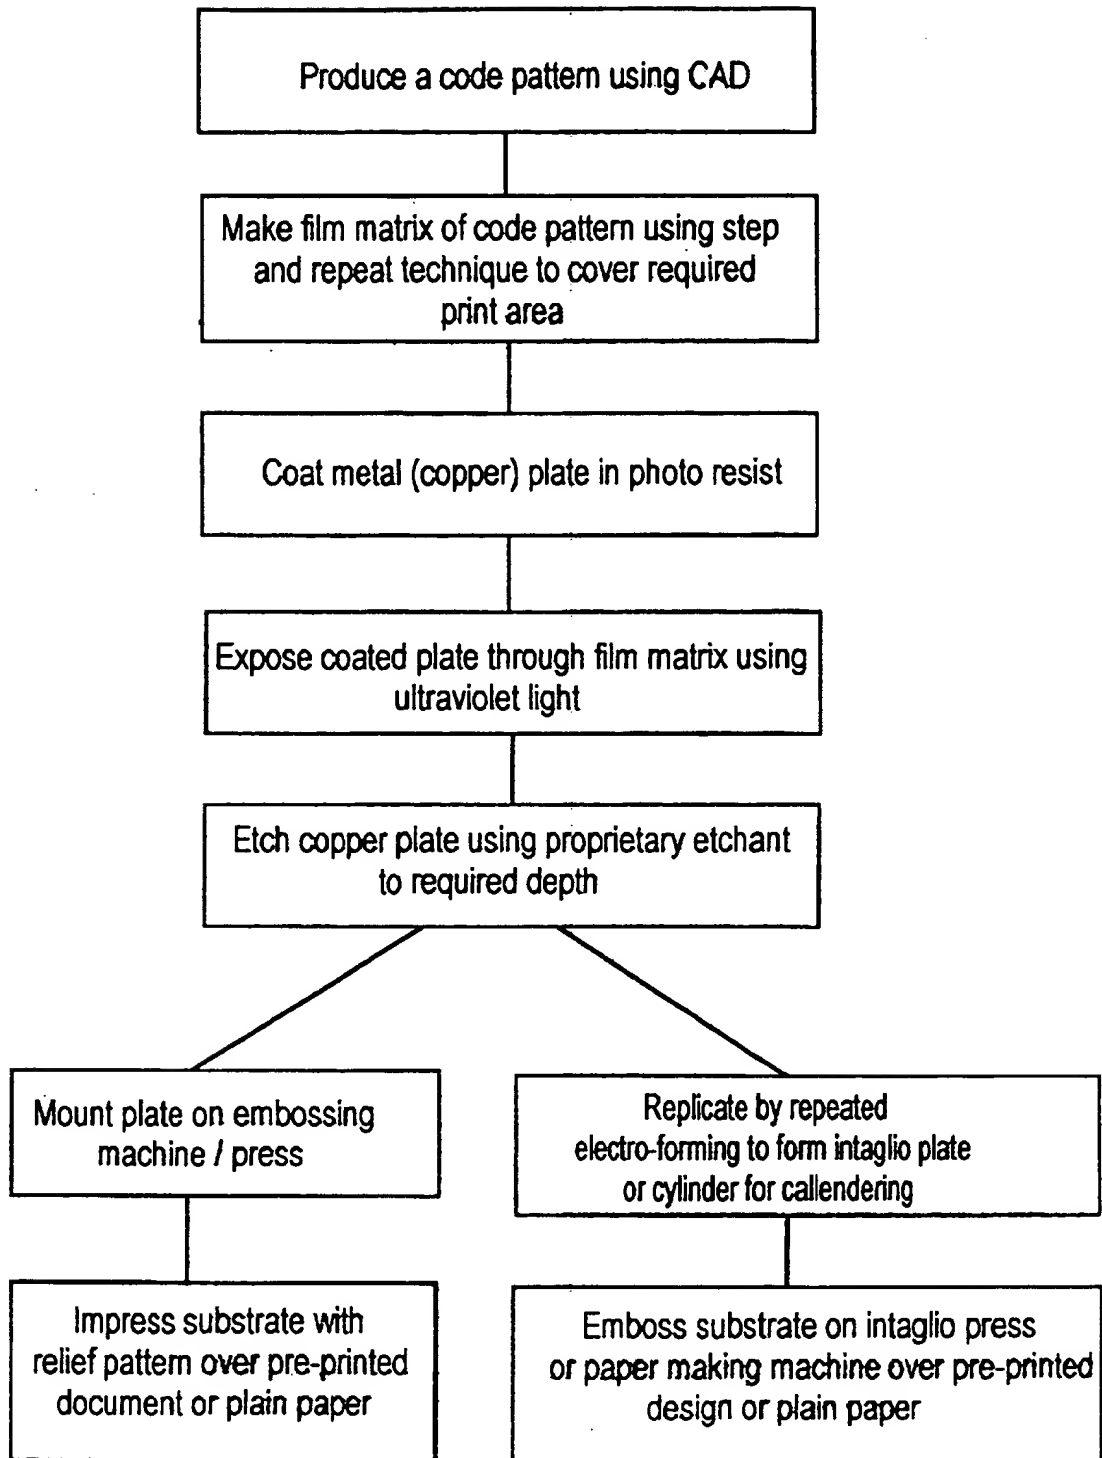 Produce a code pattern using CAD
Make film matrix of code pattern using step
and repeat technique to cover required
print area
Coat metal (copper) plate in photo resist
Expose coated plate through film matrix using
ultraviolet light
Etch copper plate using proprietary etchant
to required depth
Mount plate on embossing
machine / press
Replicate by repeated
electro-forming to form intaglio plate
or cylinder for callendering
Impress substrate with
relief pattern over pre-printed
document or plain paper
Emboss substrate on intaglio press
or paper making machine over pre-printed
design or plain paper